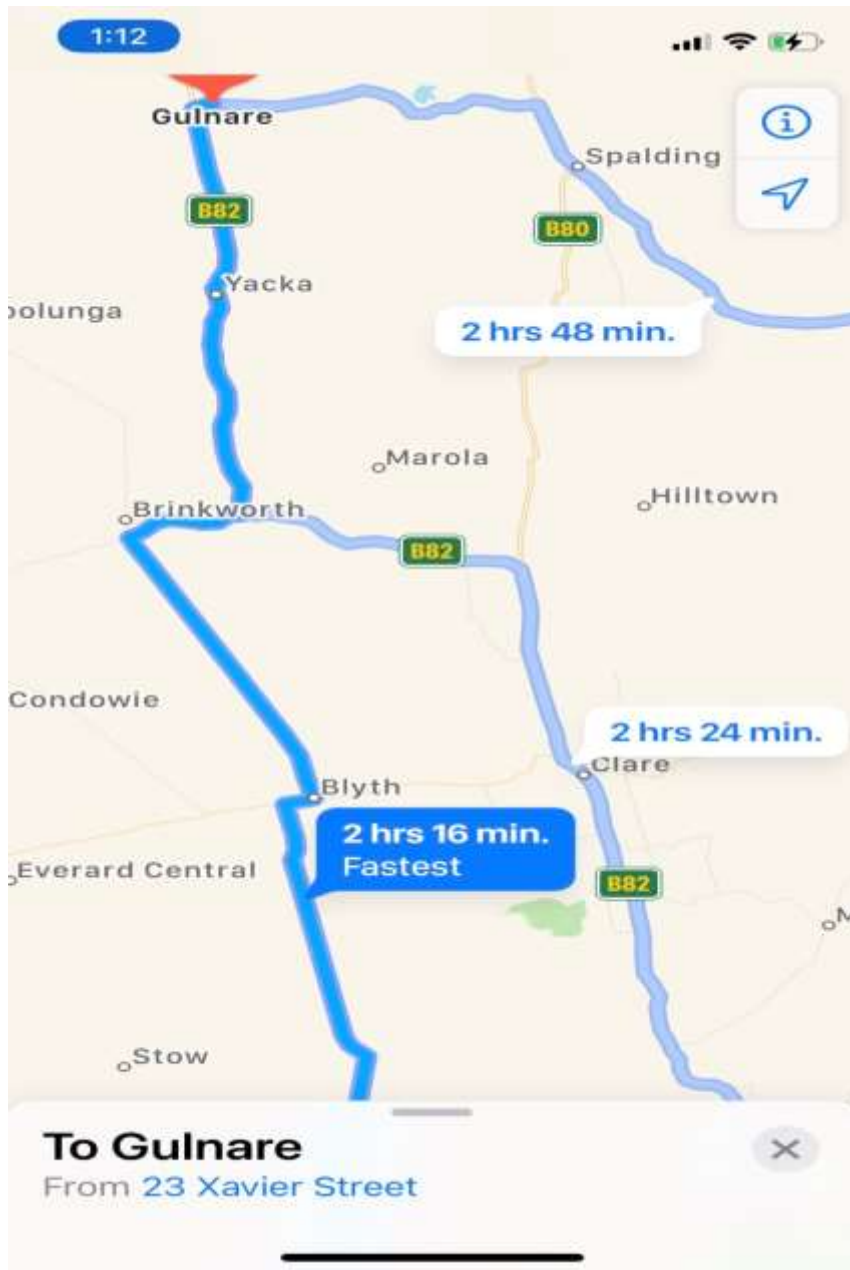 1:12
Gulnare
Spalding
B82
B80
Yacka
oolunga
2 hrs 48 min.
Marola
Hilltown
Brinkworth
B82
Condowie
2 hrs 24 min.
Clare
Blyth
2 hrs 16 min.
Fastest
Everard Central
B82
M
Stow
To Gulnare
From 23 Xavier Street